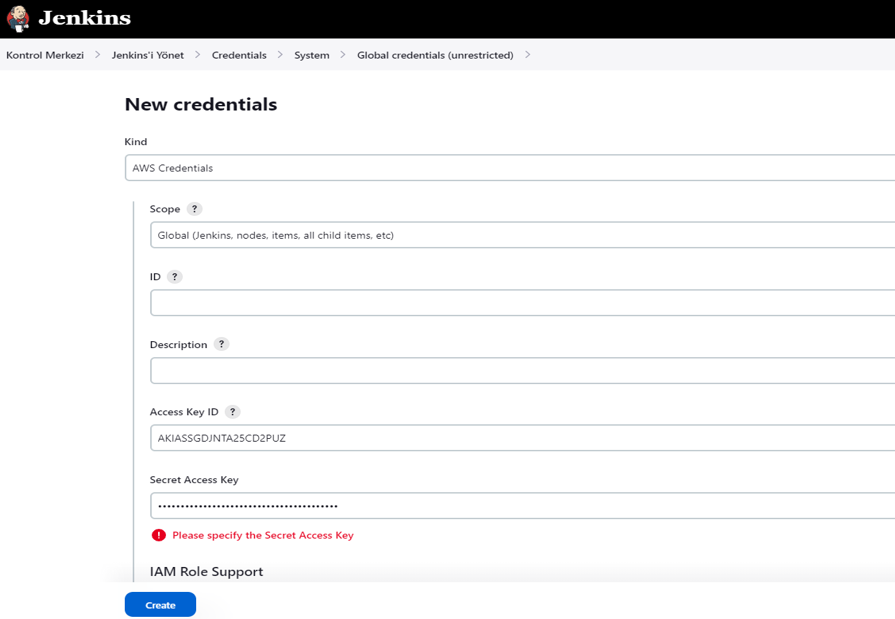 Jenkins
Kontrol Merkezi > Jenkins'i Yönet > Credentials > System > Global credentials (unrestricted) >
New credentials
Kind
AWS Credentials
Scope ?
Global (Jenkins, nodes, items, all child items, etc)
ID ?
Description ?
Access Key ID ?
AKIASSGDJNTA25CD2PUZ
Secret Access Key
••••••••••••••••••••••••••••••••••••••••
! Please specify the Secret Access Key
IAM Role Support
Create